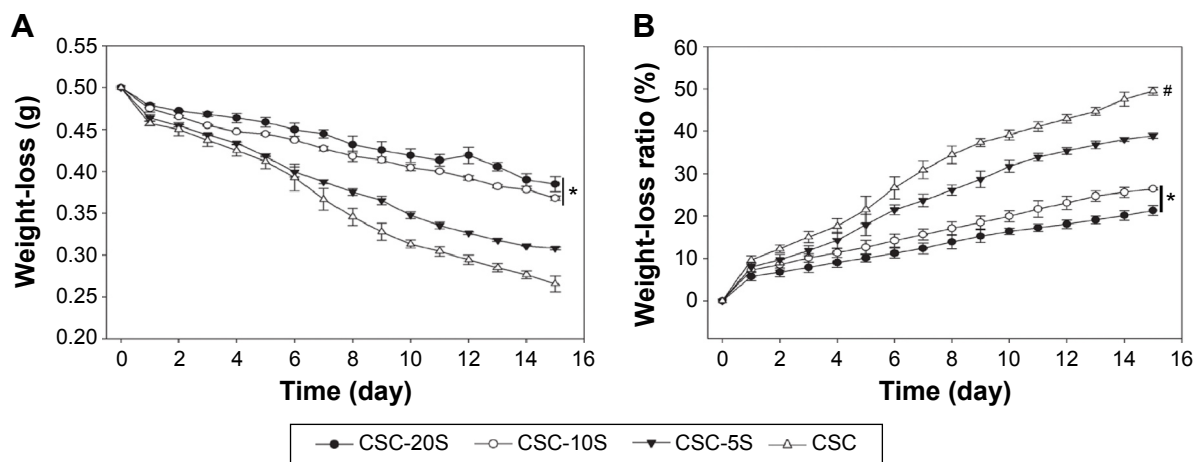 A
Weight-loss (g)
0.55
0.50
0.45
0.40
0.35
0.30
0.25
0.20
*
0 2 4 6 8 10 12 14 16
Time (day)
B
Weight-loss ratio (%)
60
50
40
30
20
10
0
#
*
0 2 4 6 8 10 12 14 16
Time (day)
CSC-20S CSC-10S CSC-5S CSC